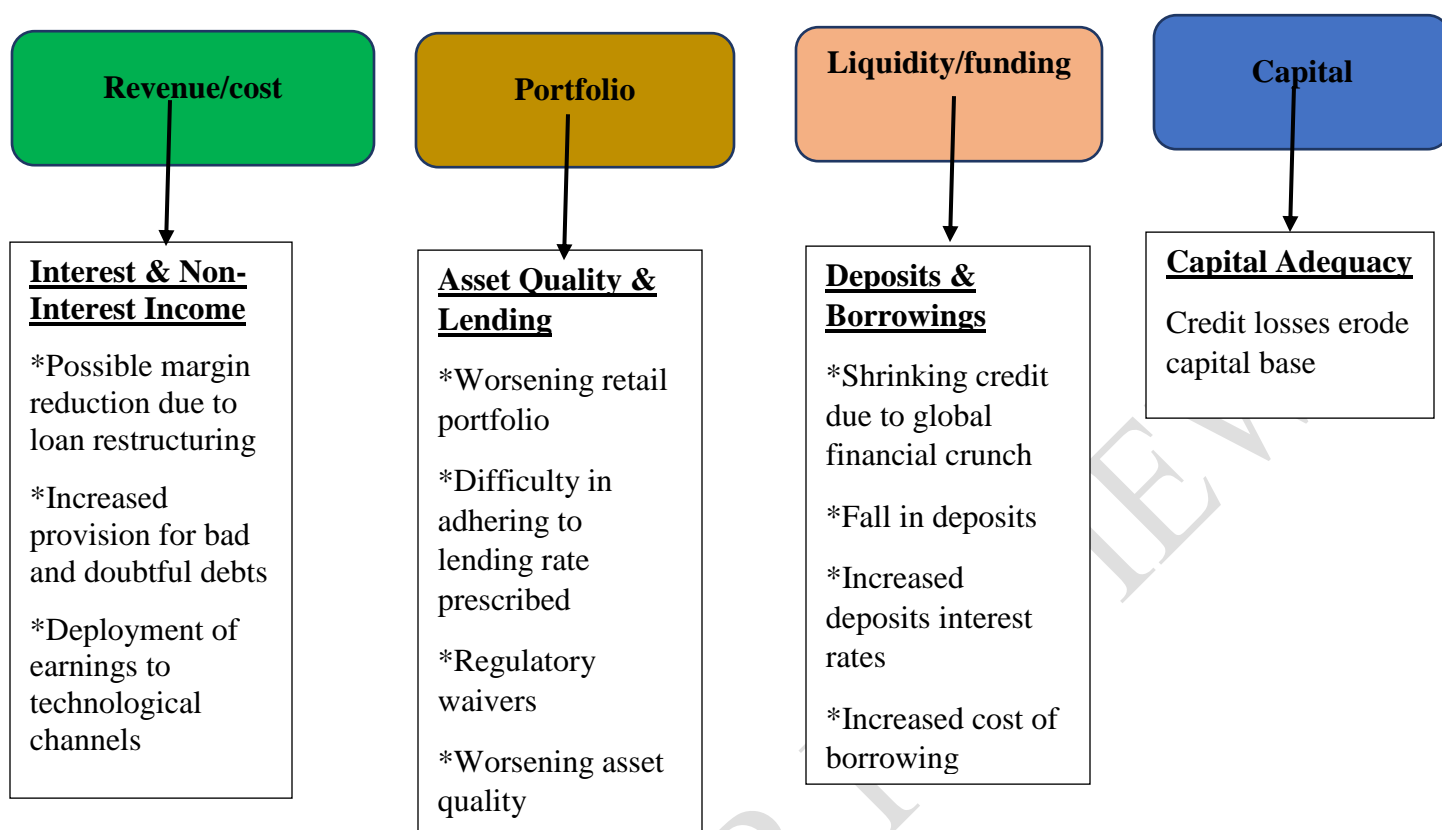 Revenue/cost
Interest & Non-
Interest Income
*Possible margin
reduction due to
loan restructuring
*Increased
provision for bad
and doubtful debts
*Deployment of
earnings to
technological
channels
Portfolio
Asset Quality &
Lending
*Worsening retail
portfolio
*Difficulty in
adhering to
lending rate
prescribed
*Regulatory
waivers
*Worsening asset
quality
Liquidity/funding
Deposits &
Borrowings
*Shrinking credit
due to global
financial crunch
*Fall in deposits
*Increased
deposits interest
rates
*Increased cost of
borrowing
Capital
Capital Adequacy
Credit losses erode
capital base